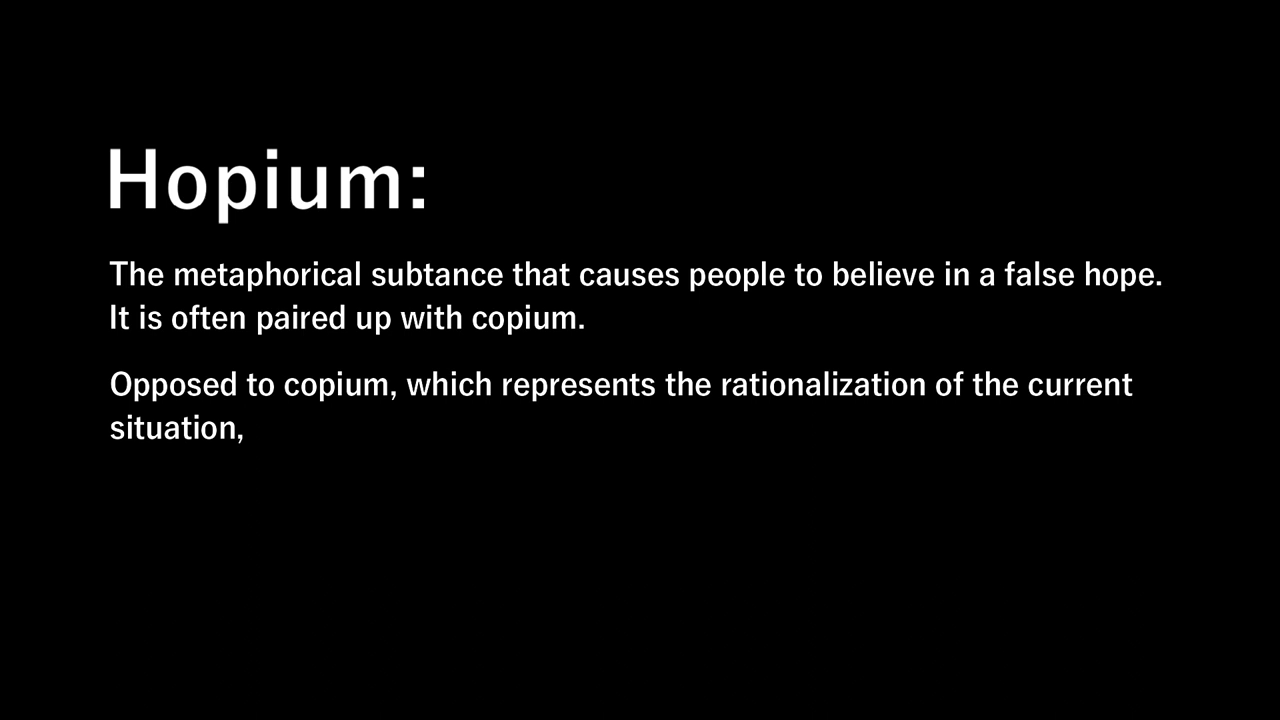 Hopium:
The metaphorical subtance that causes people to believe in a false hope.
It is often paired up with copium.
Opposed to copium, which represents the rationalization of the current
situation,